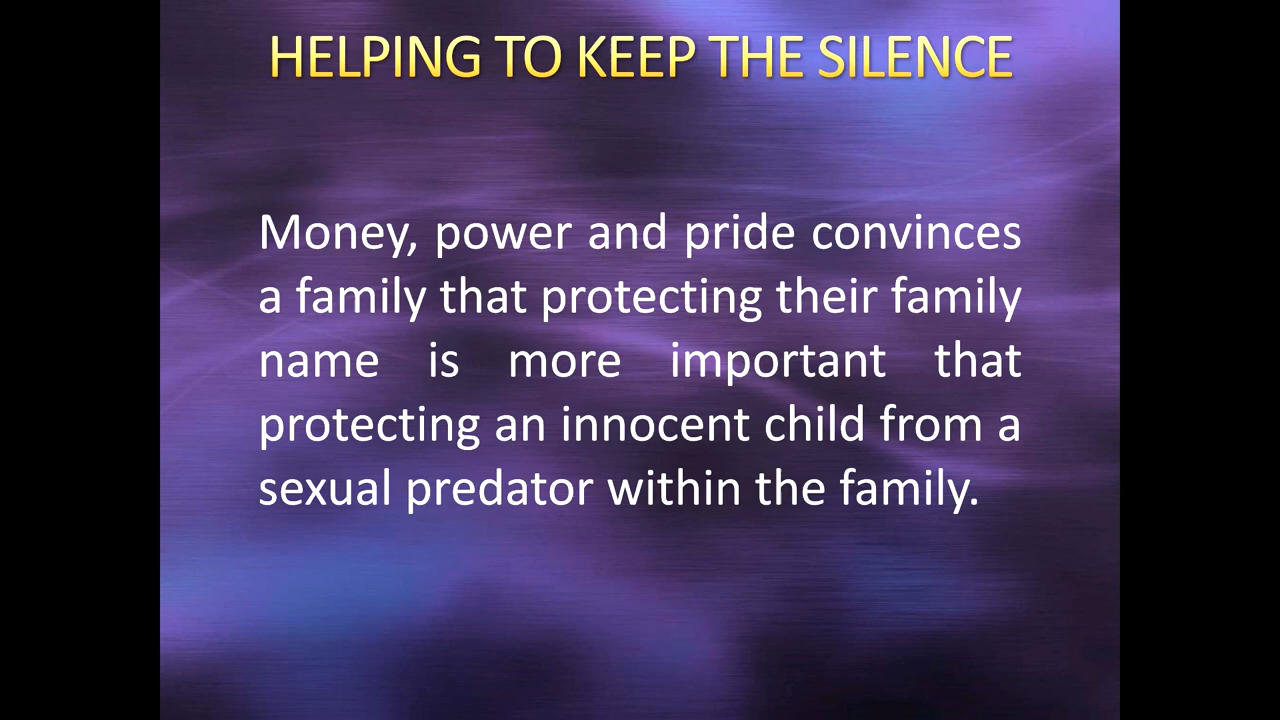 HELPING TO KEEP THE SILENCE
Money, power and pride convinces
a family that protecting their family
name is more important that
protecting an innocent child from a
sexual predator within the family.